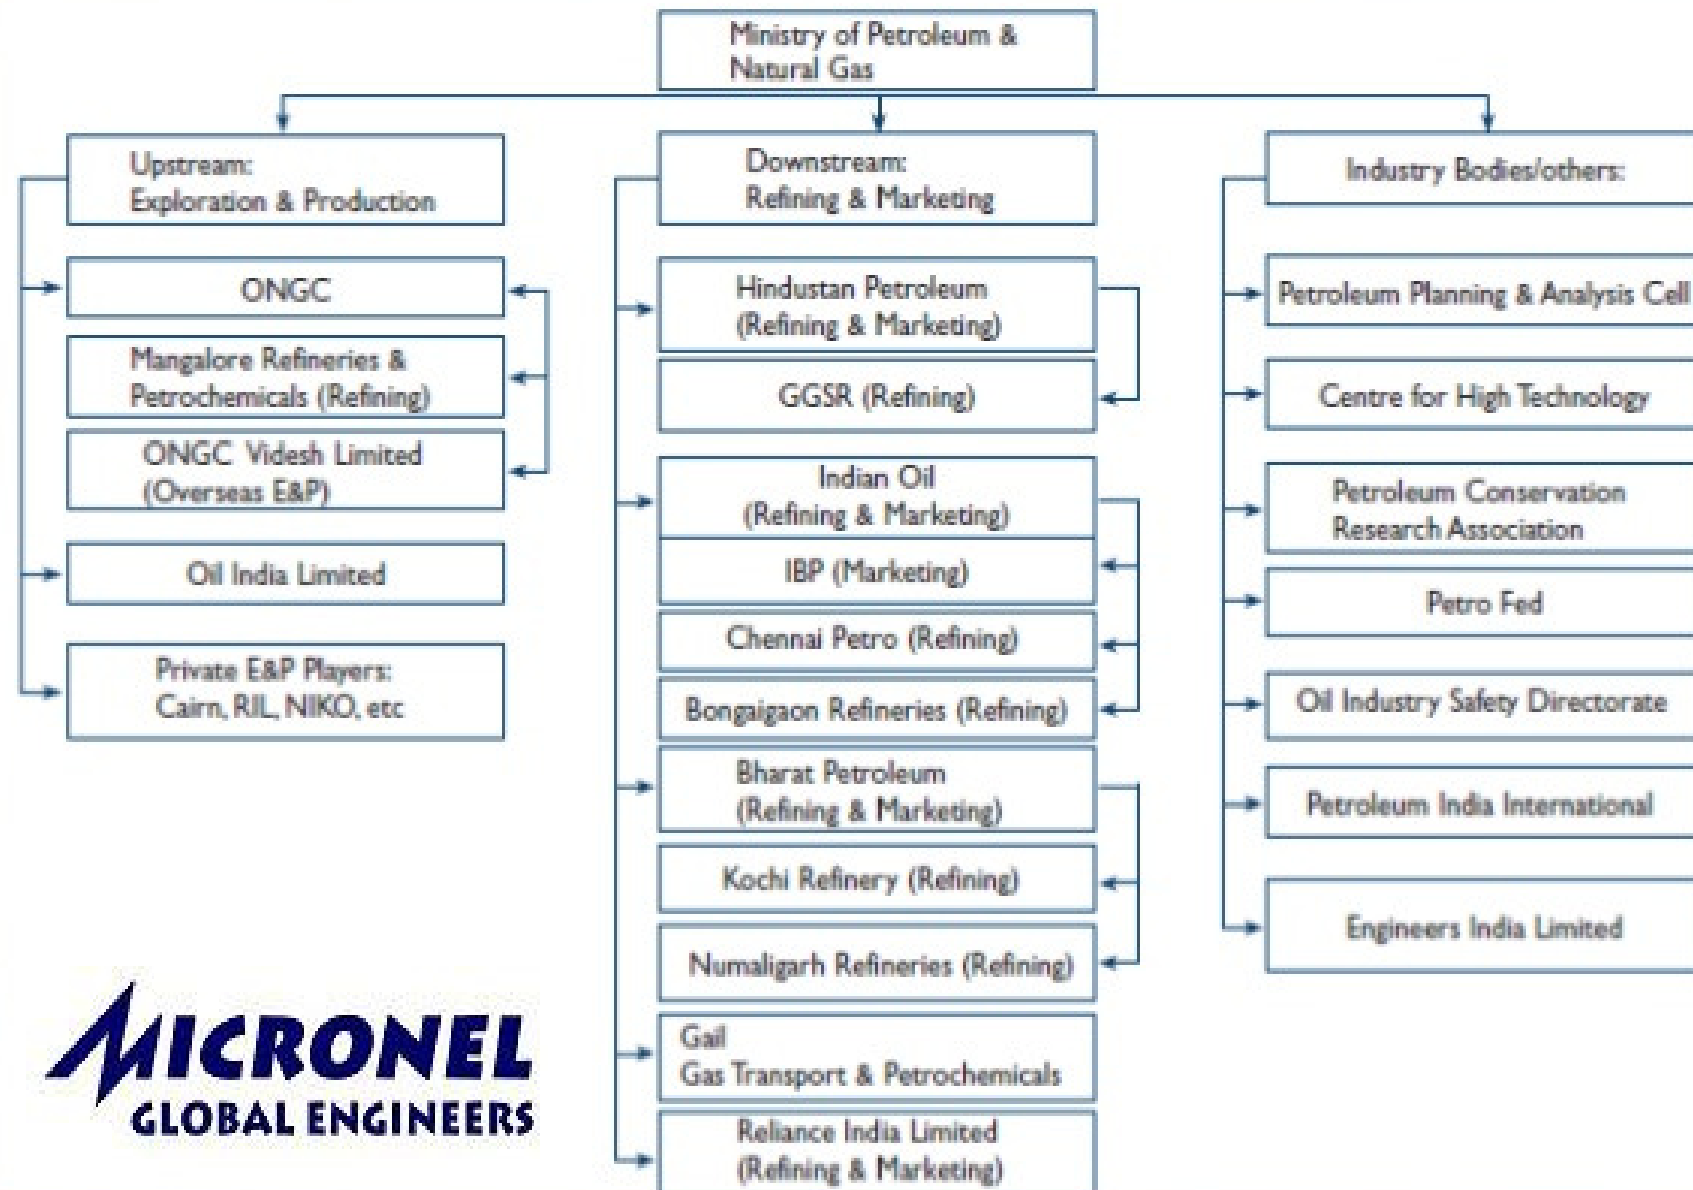 Ministry of Petroleum &
Natural Gas
Upstream:
Exploration & Production
ONGC
Mangalore Refineries &
Petrochemicals (Refining)
ONGC Videsh Limited
(Overseas E&P)
Oil India Limited
Private E&P Players:
Cairn, RIL, NIKO, etc
Downstream:
Refining & Marketing
Hindustan Petroleum
(Refining & Marketing)
GGSR (Refining)
Indian Oil
(Refining & Marketing)
IBP (Marketing)
Chennai Petro (Refining)
Bongaigaon Refineries (Refining)
Bharat Petroleum
(Refining & Marketing)
Kochi Refinery (Refining)
Numaligarh Refineries (Refining)
Gail
Gas Transport & Petrochemicals
Reliance India Limited
(Refining & Marketing)
Industry Bodies/others:
Petroleum Planning & Analysis Cell
Centre for High Technology
Petroleum Conservation
Research Association
Petro Fed
Oil Industry Safety Directorate
Petroleum India International
Engineers India Limited
MICRONEL
GLOBAL ENGINEERS